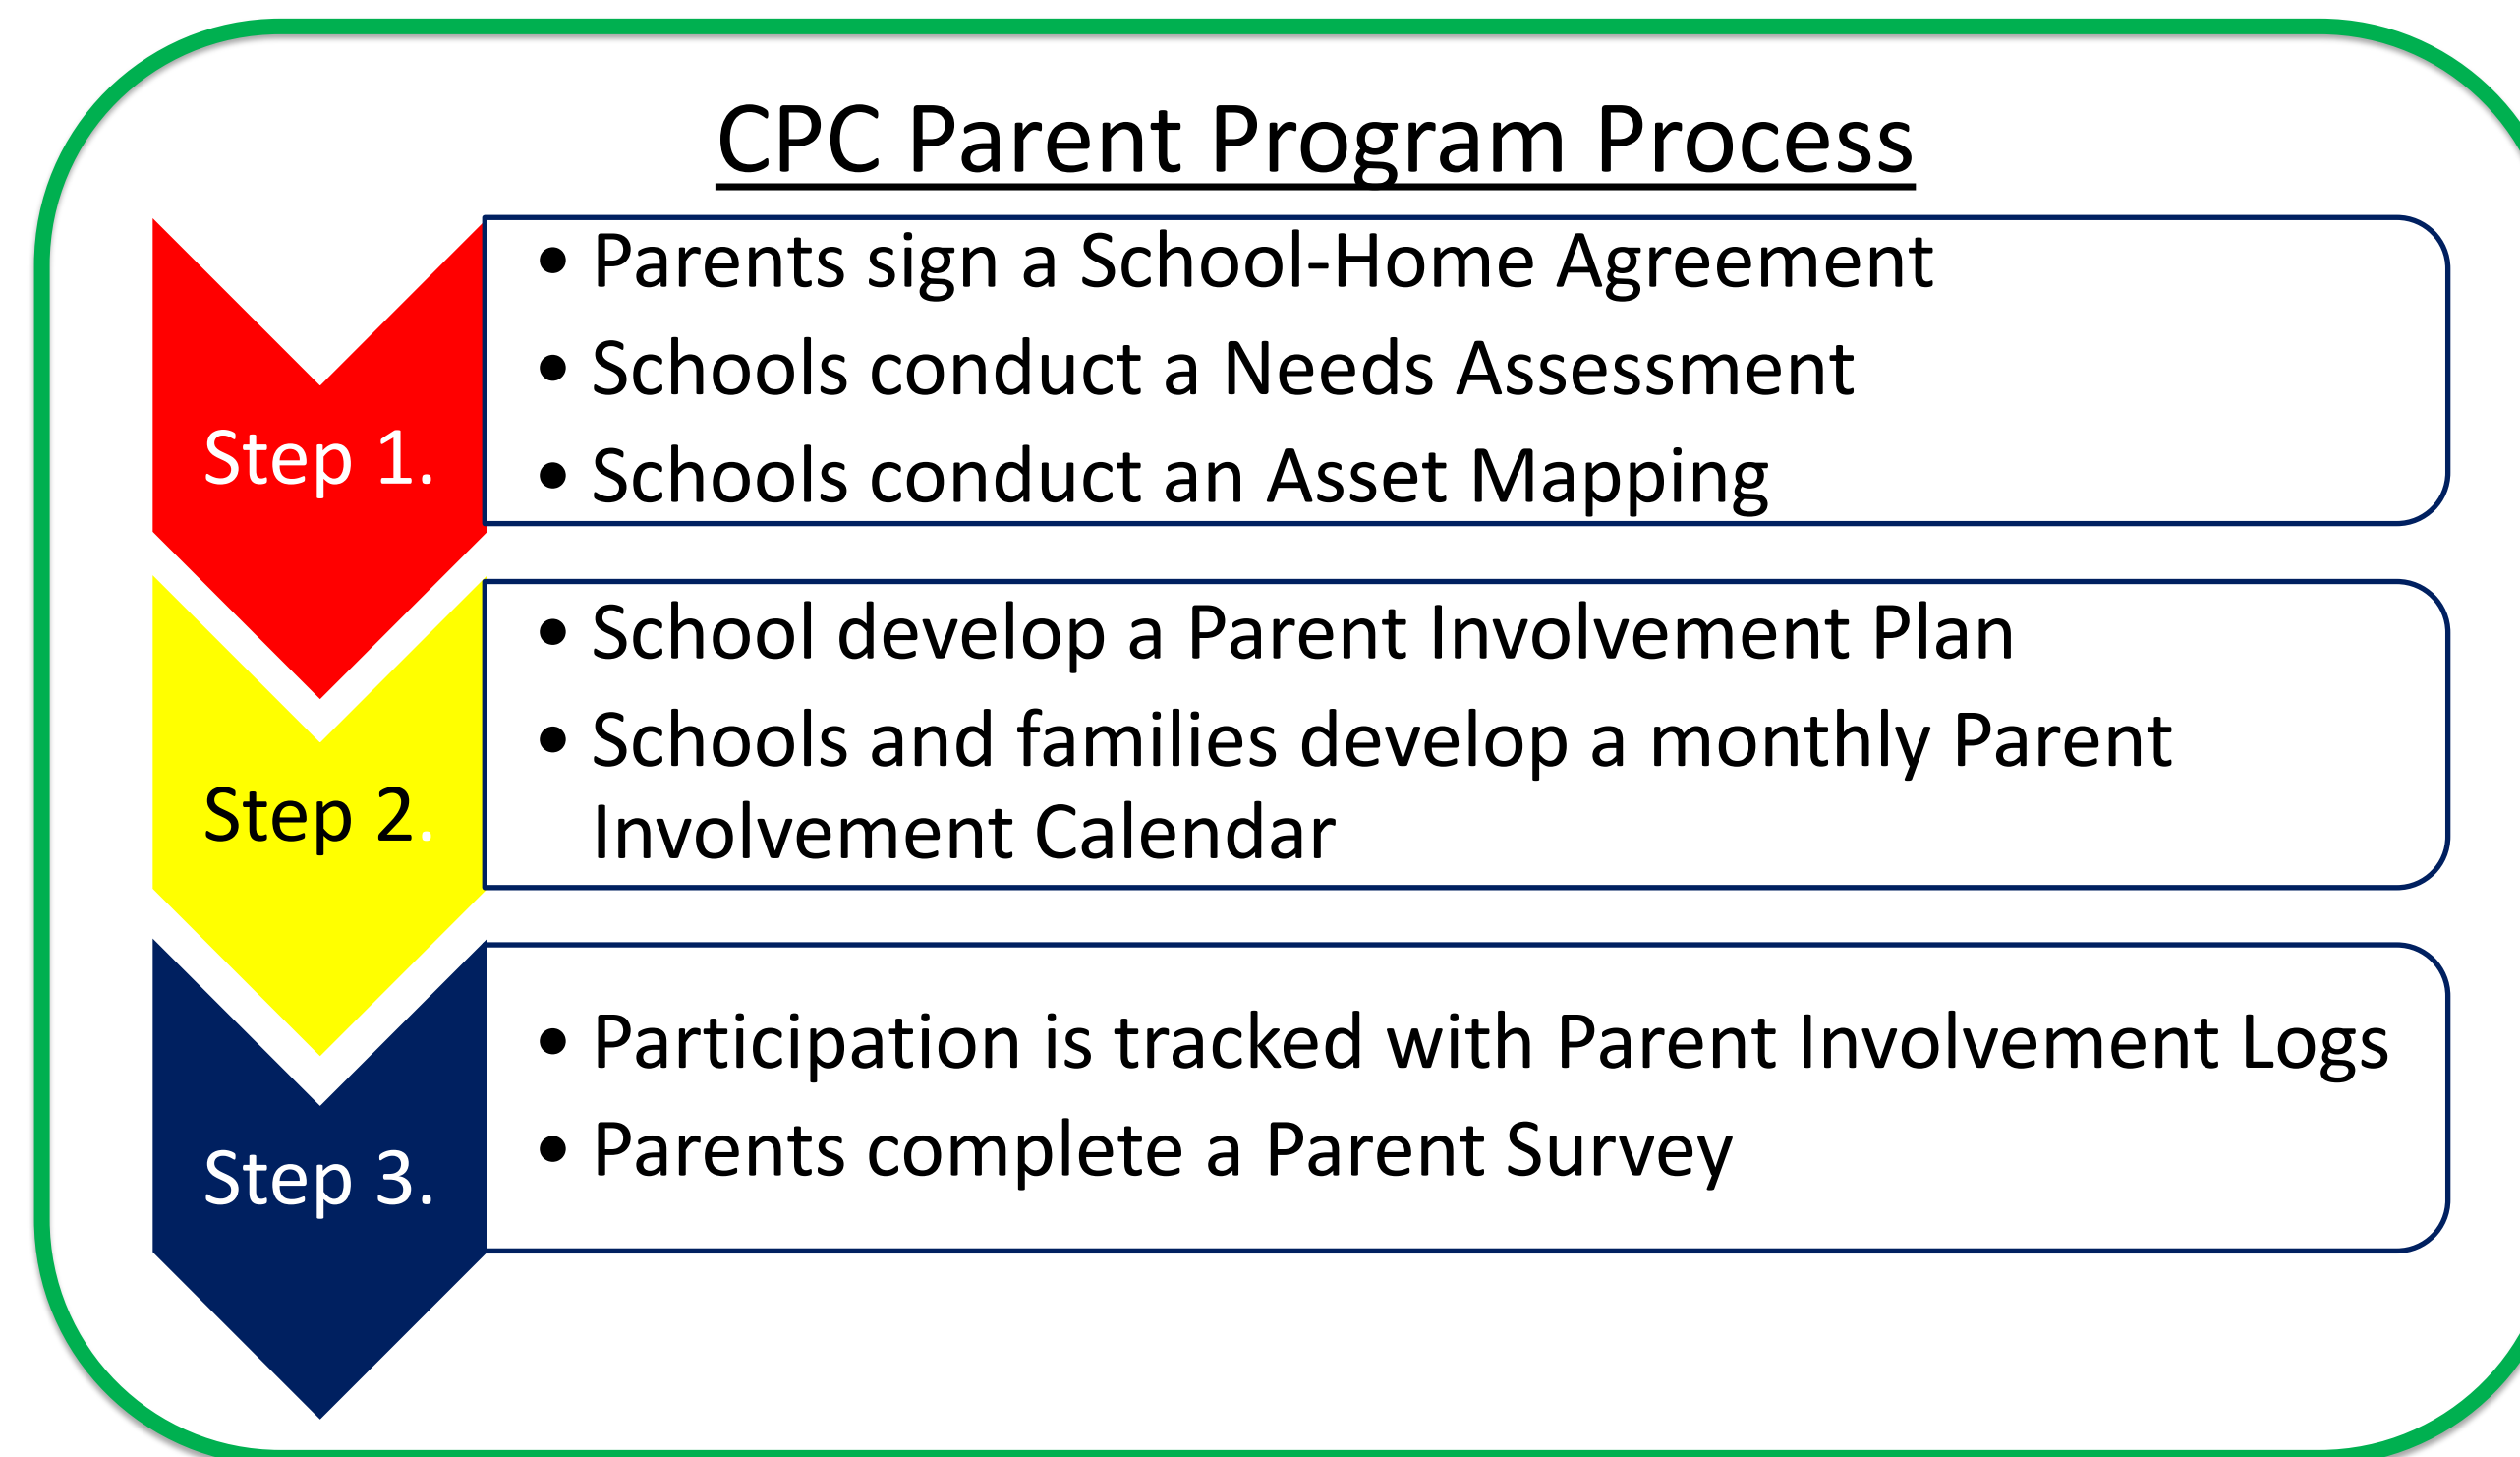 CPC Parent Program Process
Step 1.
• Parents sign a School-Home Agreement
• Schools conduct a Needs Assessment
• Schools conduct an Asset Mapping
Step 2.
• School develop a Parent Involvement Plan
• Schools and families develop a monthly Parent
Involvement Calendar
Step 3.
• Participation is tracked with Parent Involvement Logs
• Parents complete a Parent Survey